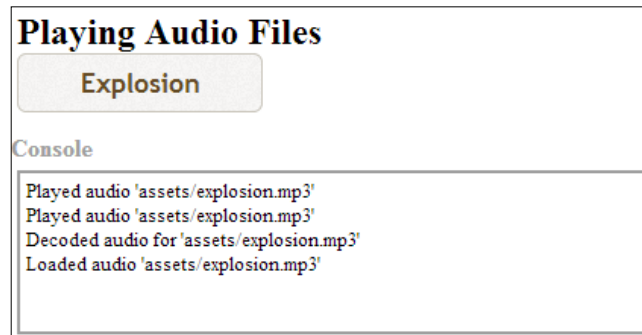 Playing Audio Files
Explosion
Console
Played audio 'assets/explosion.mp3'
Played audio 'assets/explosion.mp3'
Decoded audio for 'assets/explosion.mp3'
Loaded audio 'assets/explosion.mp3'